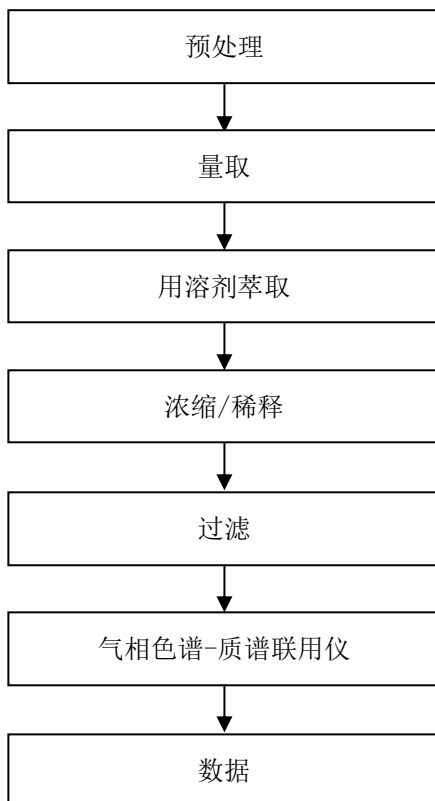 预处理
量取
用溶剂萃取
浓缩/稀释
过滤
气相色谱-质谱联用仪
数据